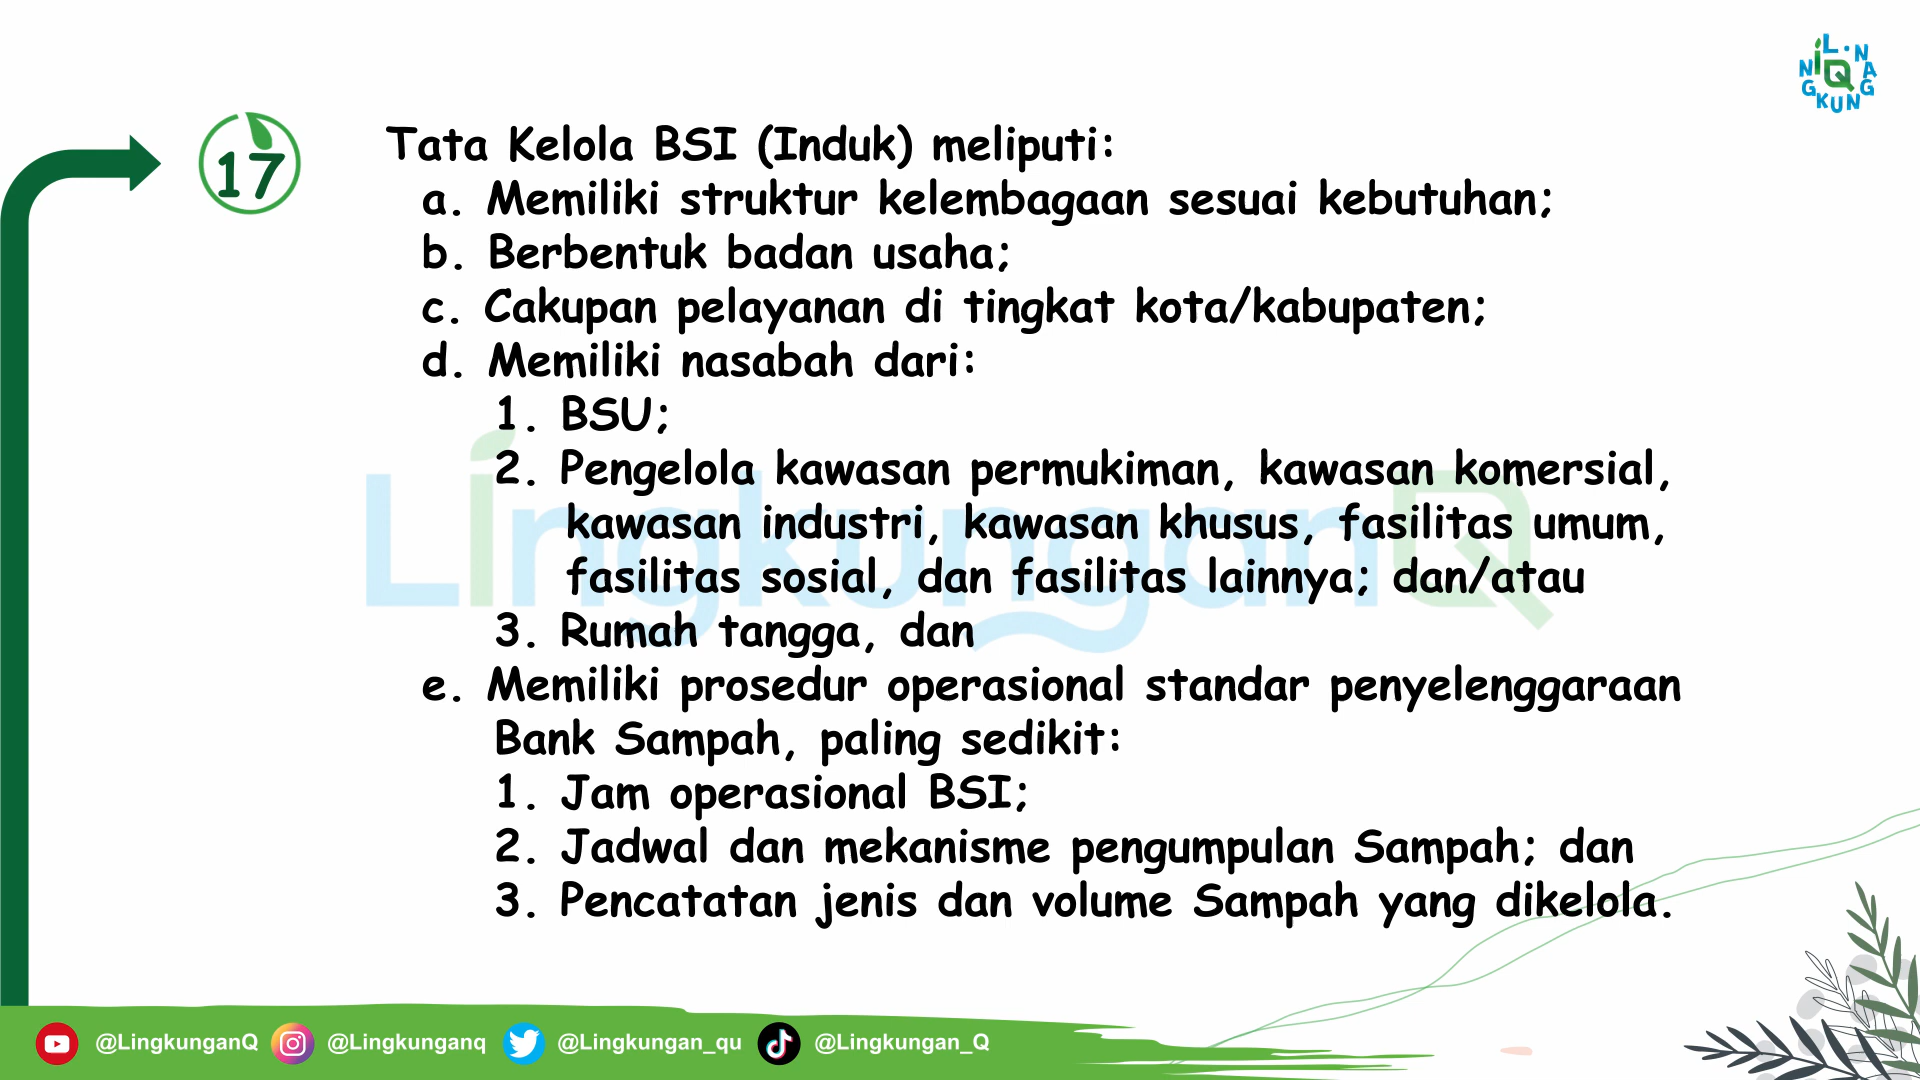 17
Tata Kelola BSI (Induk) meliputi:
a. Memiliki struktur kelembagaan sesuai kebutuhan;
b. Berbentuk badan usaha;
c. Cakupan pelayanan di tingkat kota/kabupaten;
d. Memiliki nasabah dari:
1. BSU;
2. Pengelola kawasan permukiman, kawasan komersial,
kawasan industri, kawasan khusus, fasilitas umum,
fasilitas sosial, dan fasilitas lainnya; dan/atau
3. Rumah tangga, dan
e. Memiliki prosedur operasional standar penyelenggaraan
Bank Sampah, paling sedikit:
1. Jam operasional BSI;
2. Jadwal dan mekanisme pengumpulan Sampah; dan
3. Pencatatan jenis dan volume Sampah yang dikelola.
LingkunganQ
@LingkunganQ @Lingkunganq @Lingkungan_qu @Lingkungan_Q